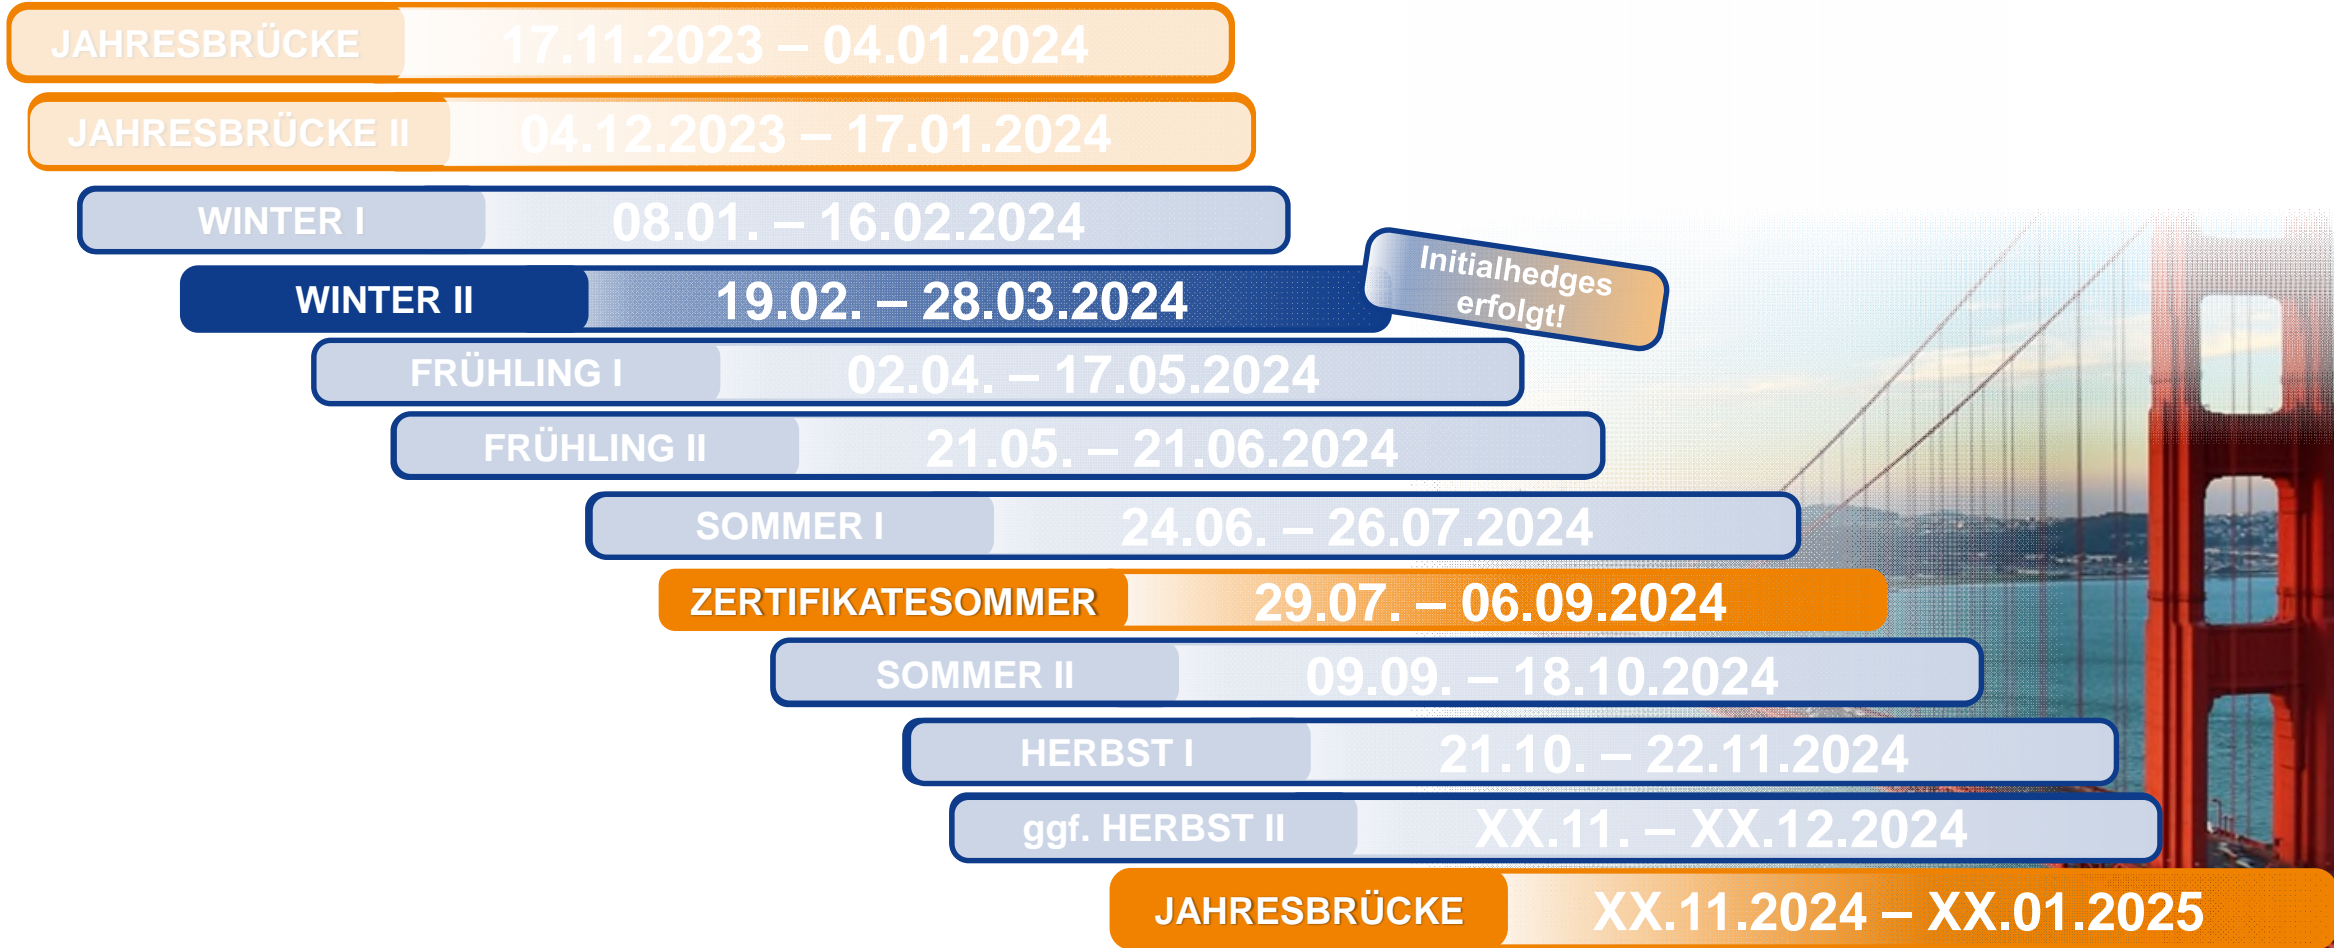 JAHRESBRÜCKE 17.11.2023 – 04.01.2024
JAHRESBRÜCKE II 04.12.2023 – 17.01.2024
WINTER I 08.01. – 16.02.2024
WINTER II 19.02. – 28.03.2024
Initialhedges
erfolgt!
FRÜHLING I 02.04. – 17.05.2024
FRÜHLING II 21.05. – 21.06.2024
SOMMER I 24.06. – 26.07.2024
ZERTIFIKATESOMMER 29.07. – 06.09.2024
SOMMER II 09.09. – 18.10.2024
HERBST I 21.10. – 22.11.2024
ggf. HERBST II XX.11. – XX.12.2024
JAHRESBRÜCKE XX.11.2024 – XX.01.2025